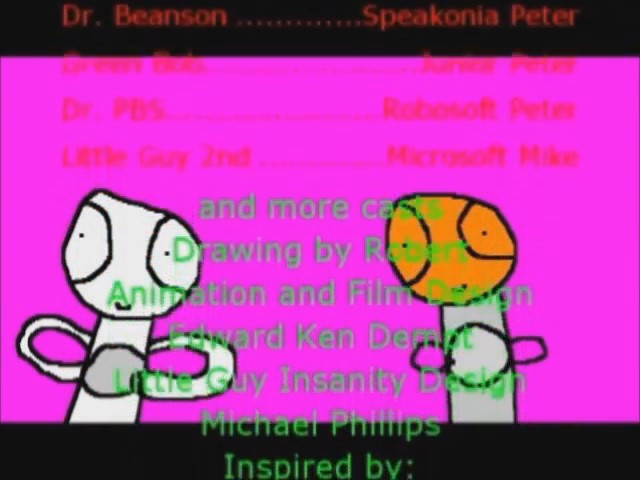 Dr. Beanson .............Speakonia Peter
Green Bob......................Junior Peter
Dr. PBS.......................Robosoft Peter
Little Guy 2nd .............Microsoft Mike
and more casts
Drawing by Robert
Animation and Film Design
Edward Ken Dempt
Little Guy Insanity Design
Michael Phillips
Inspired by: